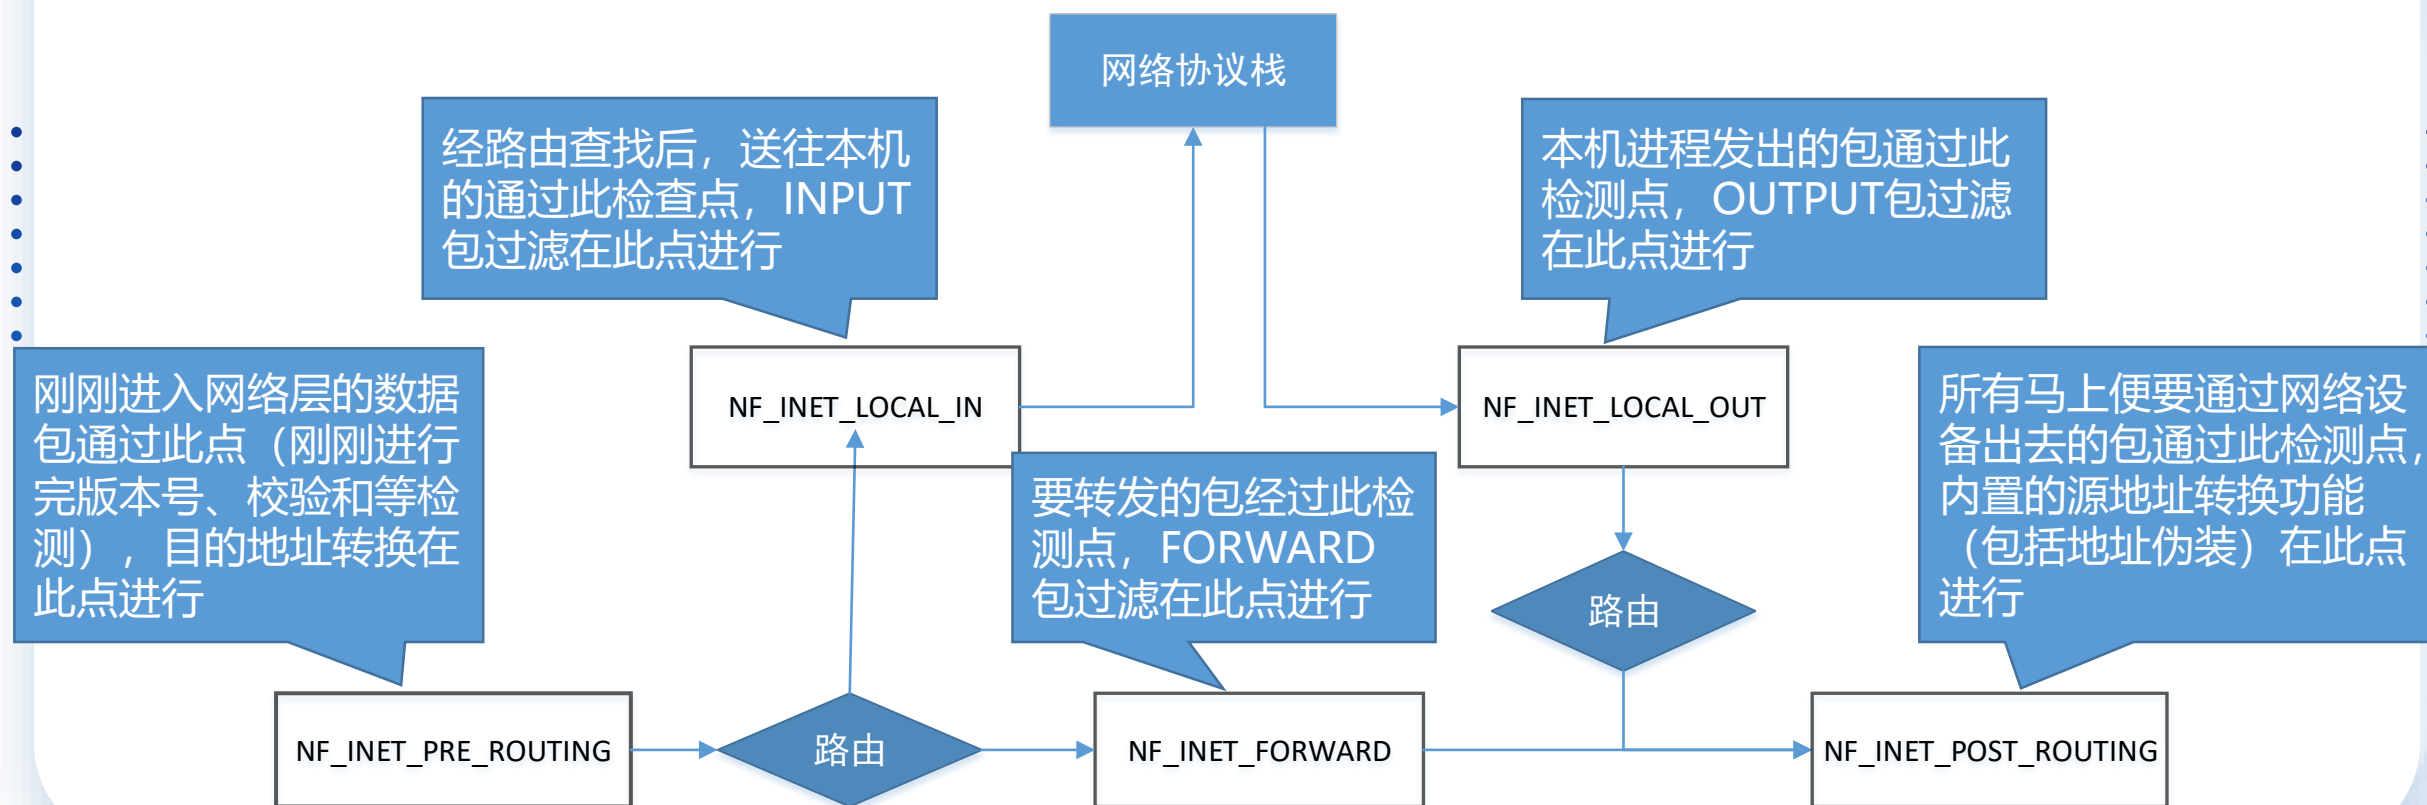 网络协议栈
经路由查找后，送往本机
的通过此检查点，INPUT
包过滤在此点进行
本机进程发出的包通过此
检测点，OUTPUT包过滤
在此点进行
刚刚进入网络层的数据
包通过此点（刚刚进行
完版本号、校验和等检
测），目的地址转换在
此点进行
NF_INET_LOCAL_IN
NF_INET_LOCAL_OUT
所有马上便要通过网络设
备出去的包通过此检测点，
内置的源地址转换功能
（包括地址伪装）在此点
进行
要转发的包经过此检
测点，FORWARD
包过滤在此点进行
路由
NF_INET_PRE_ROUTING
路由
NF_INET_FORWARD
NF_INET_POST_ROUTING